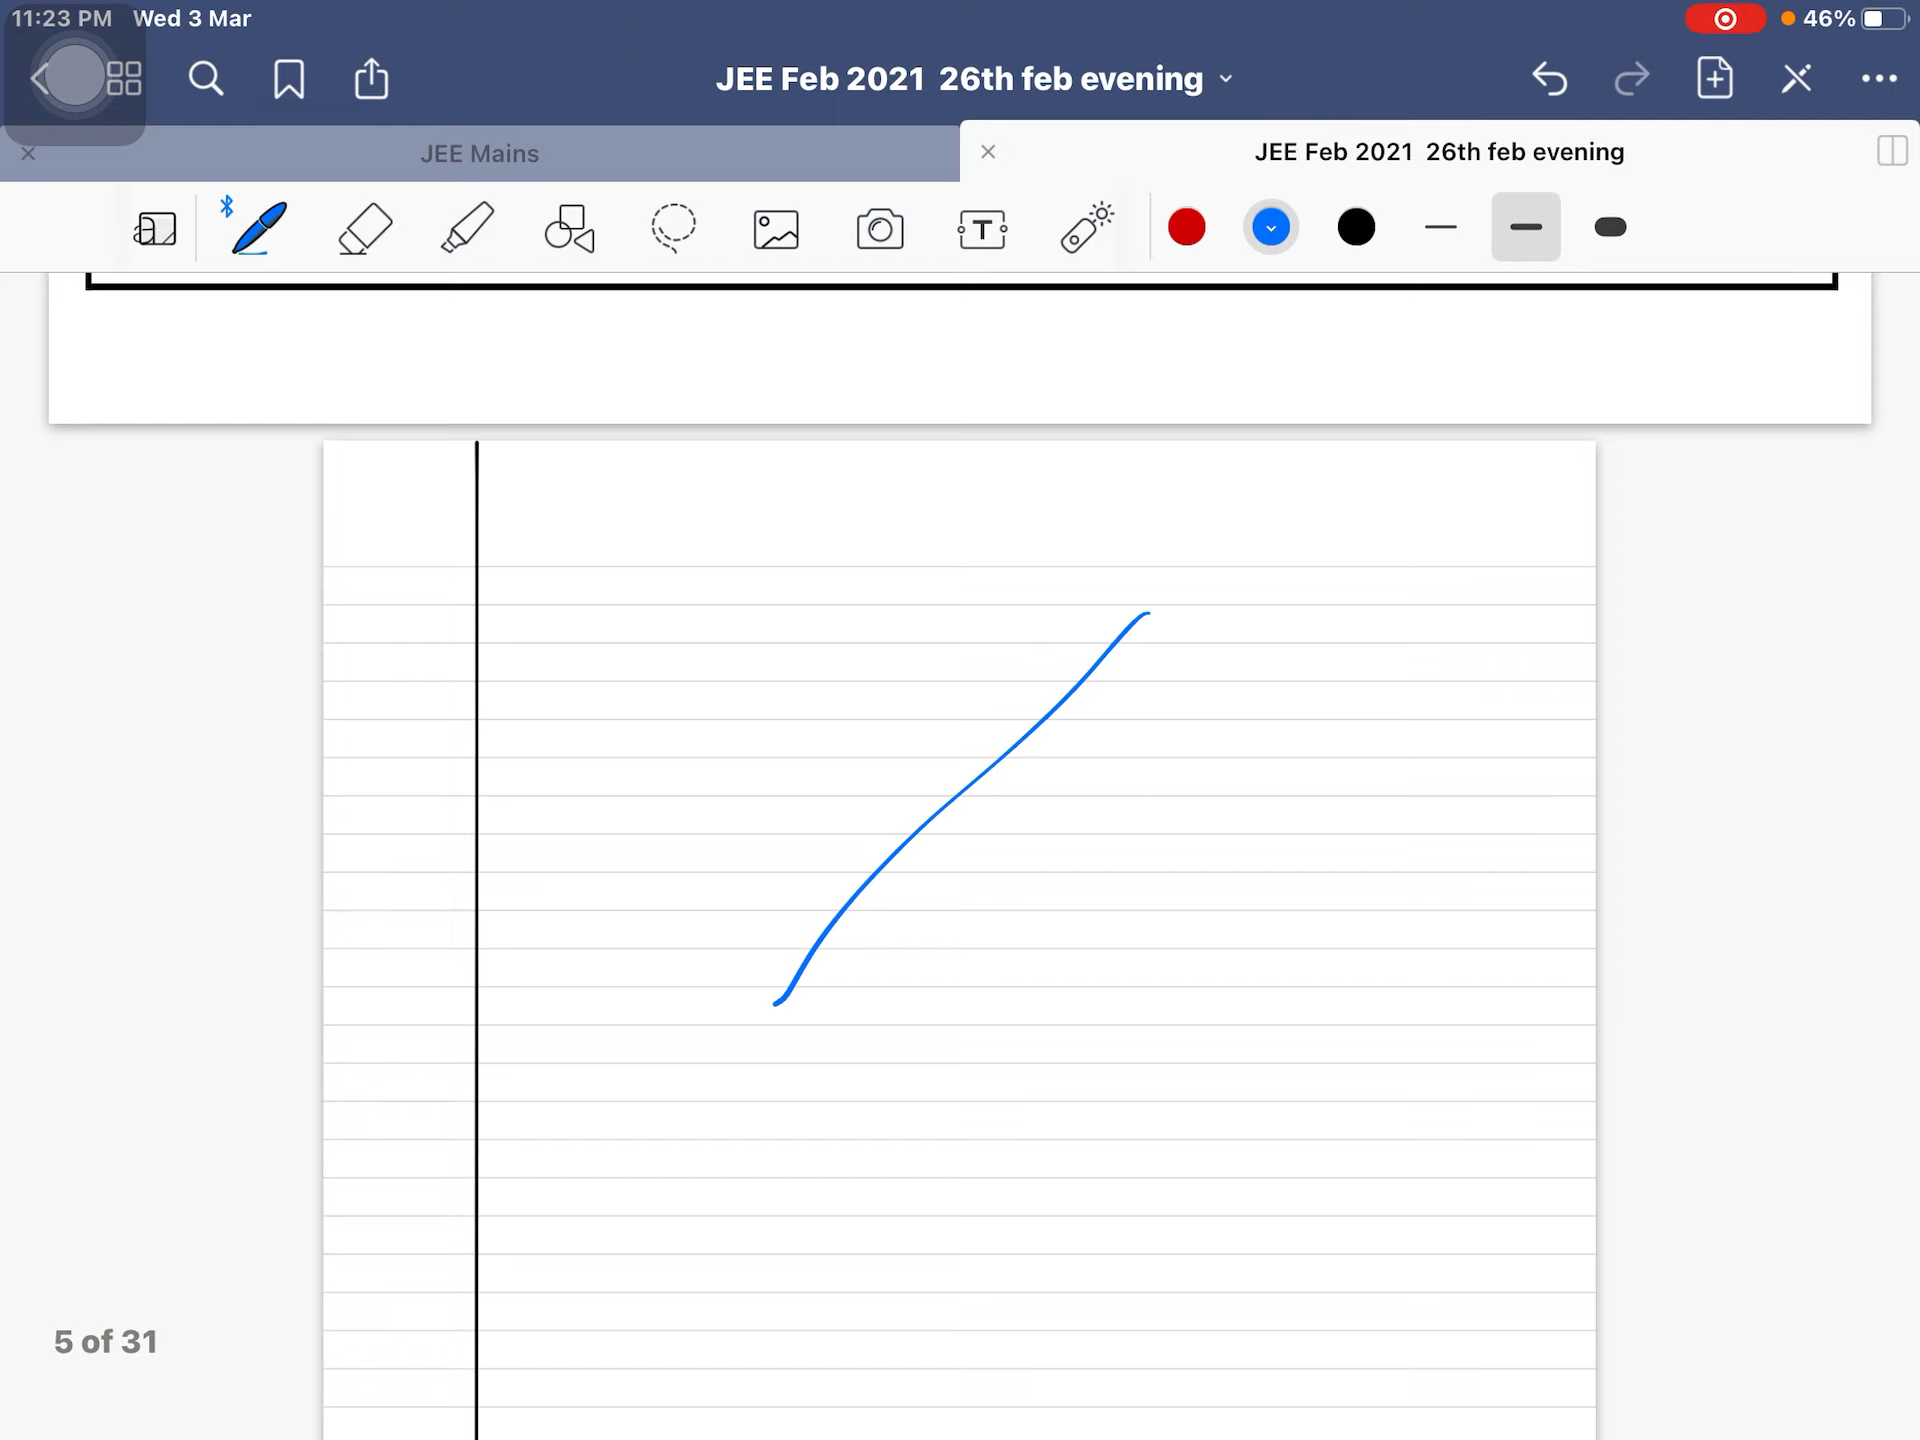 11:23 PM Wed 3 Mar
46%
JEE Feb 2021 26th feb evening
JEE Mains
JEE Feb 2021 26th feb evening
5 of 31